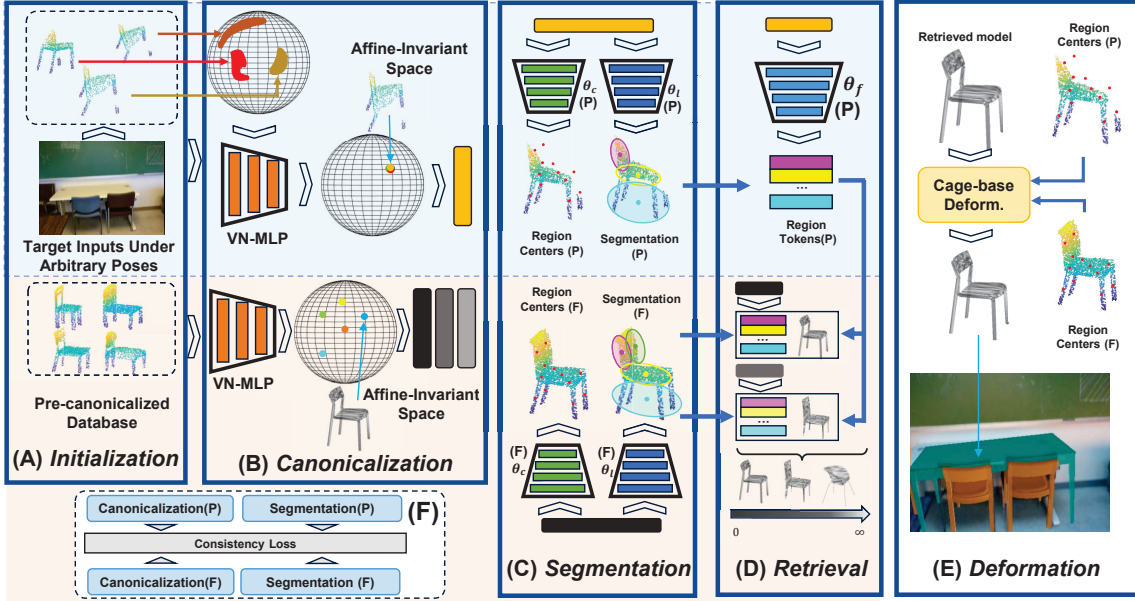 Target Inputs Under
Arbitrary Poses
Pre-canonicalized
Database
(A) Initialization
Affine-Invariant
Space
VN-MLP
VN-MLP
Affine-Invariant
Space
(B) Canonicalization
θc
(P)
θl
(P)
Region
Centers (P)
Segmentation
(P)
Region
Centers (F)
Segmentation
(F)
(F)
θc
(F)
θl
(C) Segmentation
θf
(P)
...
Region
Tokens(P)
...
...
0
∞
(D) Retrieval
Retrieved model
Region
Centers (P)
Cage-base
Deform.
Region
Centers (F)
(E) Deformation
Canonicalization(P)
Segmentation(P)
(F)
Consistency Loss
Canonicalization(F)
Segmentation (F)